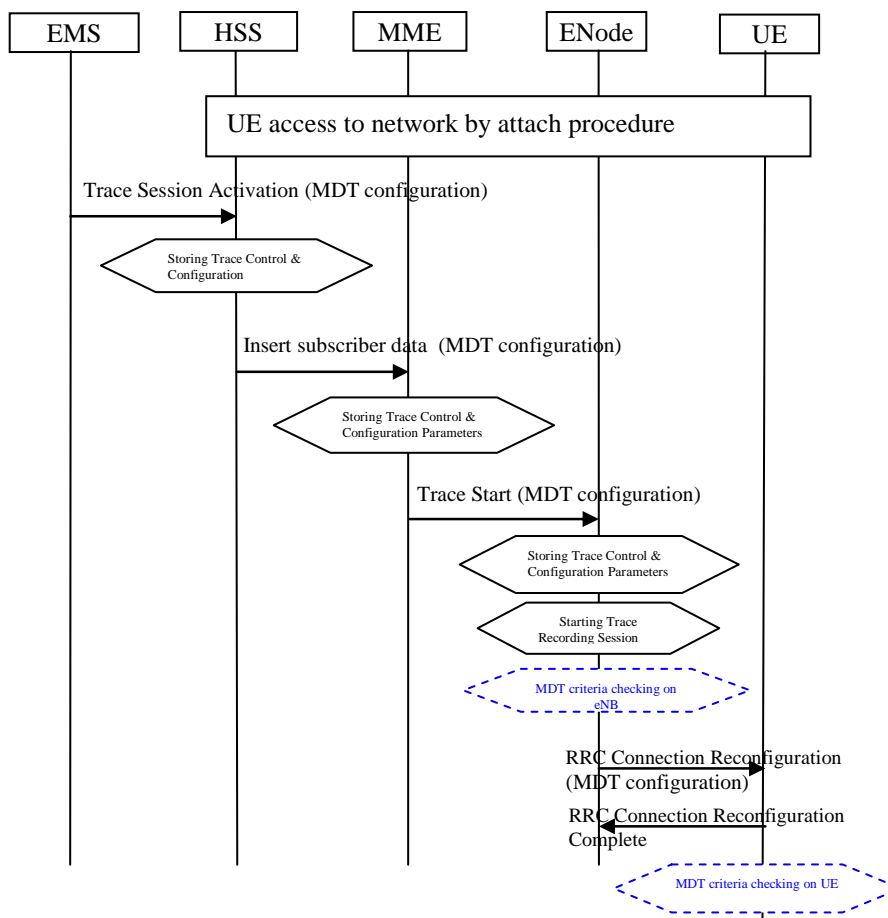 EMS HSS MME ENode UE
UE access to network by attach procedure
Trace Session Activation (MDT configuration)
Storing Trace Control &
Configuration
Insert subscriber data (MDT configuration)
Storing Trace Control &
Configuration Parameters
Trace Start (MDT configuration)
Storing Trace Control &
Configuration Parameters
Starting Trace
Recording Session
MDT criteria checking on
eNB
RRC Connection Reconfiguration
(MDT configuration)
RRC Connection Reconfiguration
Complete
MDT criteria checking on UE